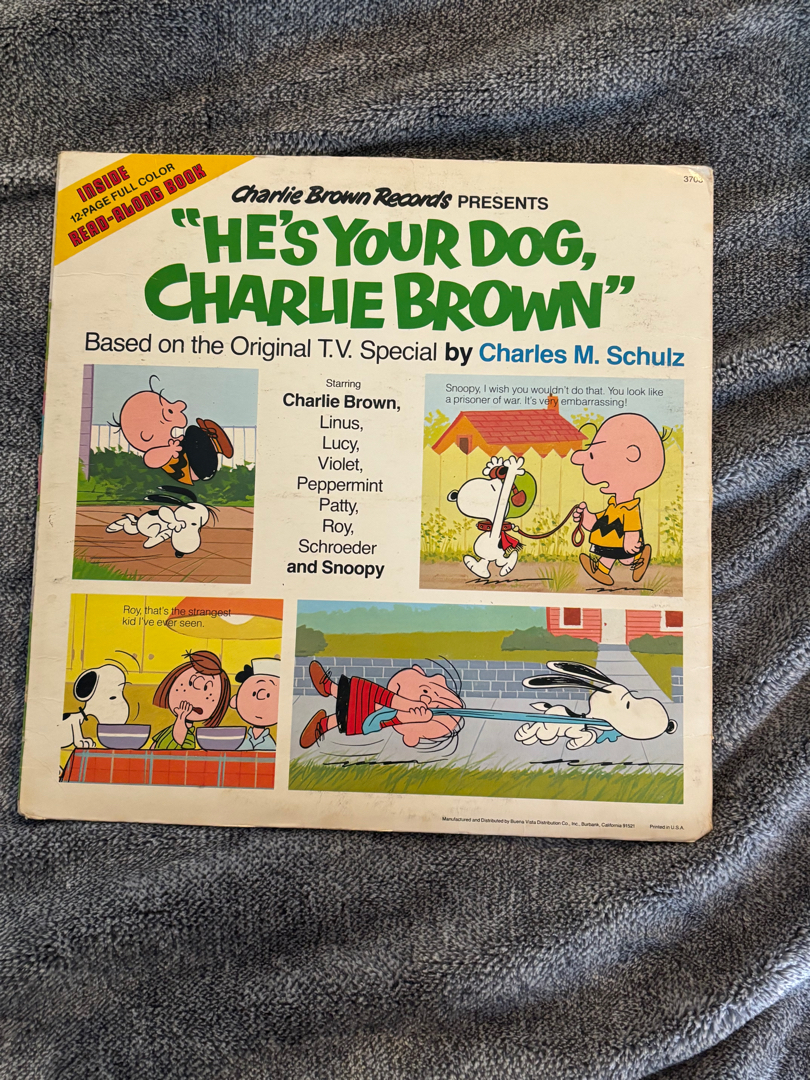 INSIDE
12-PAGE FULL COLOR
READ-ALONG BOOK
Charlie Brown Records PRESENTS
"HE'S YOUR DOG,
CHARLIE BROWN"
Based on the Original T.V. Special by Charles M. Schulz
Starring
Charlie Brown,
Linus,
Lucy,
Violet,
Peppermint
Patty,
Roy,
Schroeder
and Snoopy
Snoopy, I wish you wouldn't do that. You look like
a prisoner of war. It's very embarrassing!
Roy, that's the strangest
kid I've ever seen.
Manufactured and Distributed by Buena Vista Distribution Co., Inc., Burbank, California 91521
Printed in U.S.A.